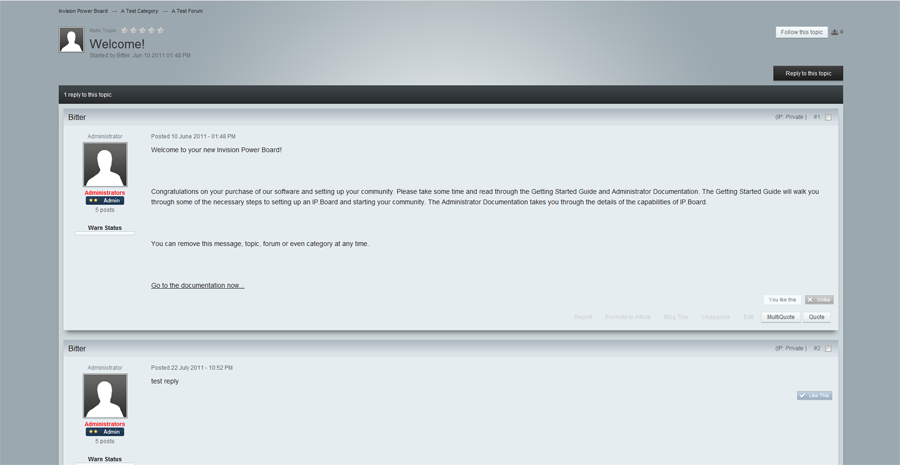 Invision Power Board → A Test Category → A Test Forum
Rate Topic
Follow this topic 0
Welcome!
Started by Bitter, Jun 10 2011 01:48 PM
Reply to this topic
1 reply to this topic
Bitter (IP: Private ) #1
Administrator
Posted 10 June 2011 - 01:48 PM
Welcome to your new Invision Power Board!
Administrators
Admin
5 posts
Warn Status
Congratulations on your purchase of our software and setting up your community. Please take some time and read through the Getting Started Guide and Administrator Documentation. The Getting Started Guide will walk you
through some of the necessary steps to setting up an IP.Board and starting your community. The Administrator Documentation takes you through the details of the capabilities of IP.Board.
You can remove this message, topic, forum or even category at any time.
Go to the documentation now...
You like this Unlike
Report Promote to Article Blog This Unapprove Edit MultiQuote Quote
Bitter (IP: Private ) #2
Administrator
Posted 22 July 2011 - 10:52 PM
test reply
Like This
Administrators
Admin
5 posts
Warn Status